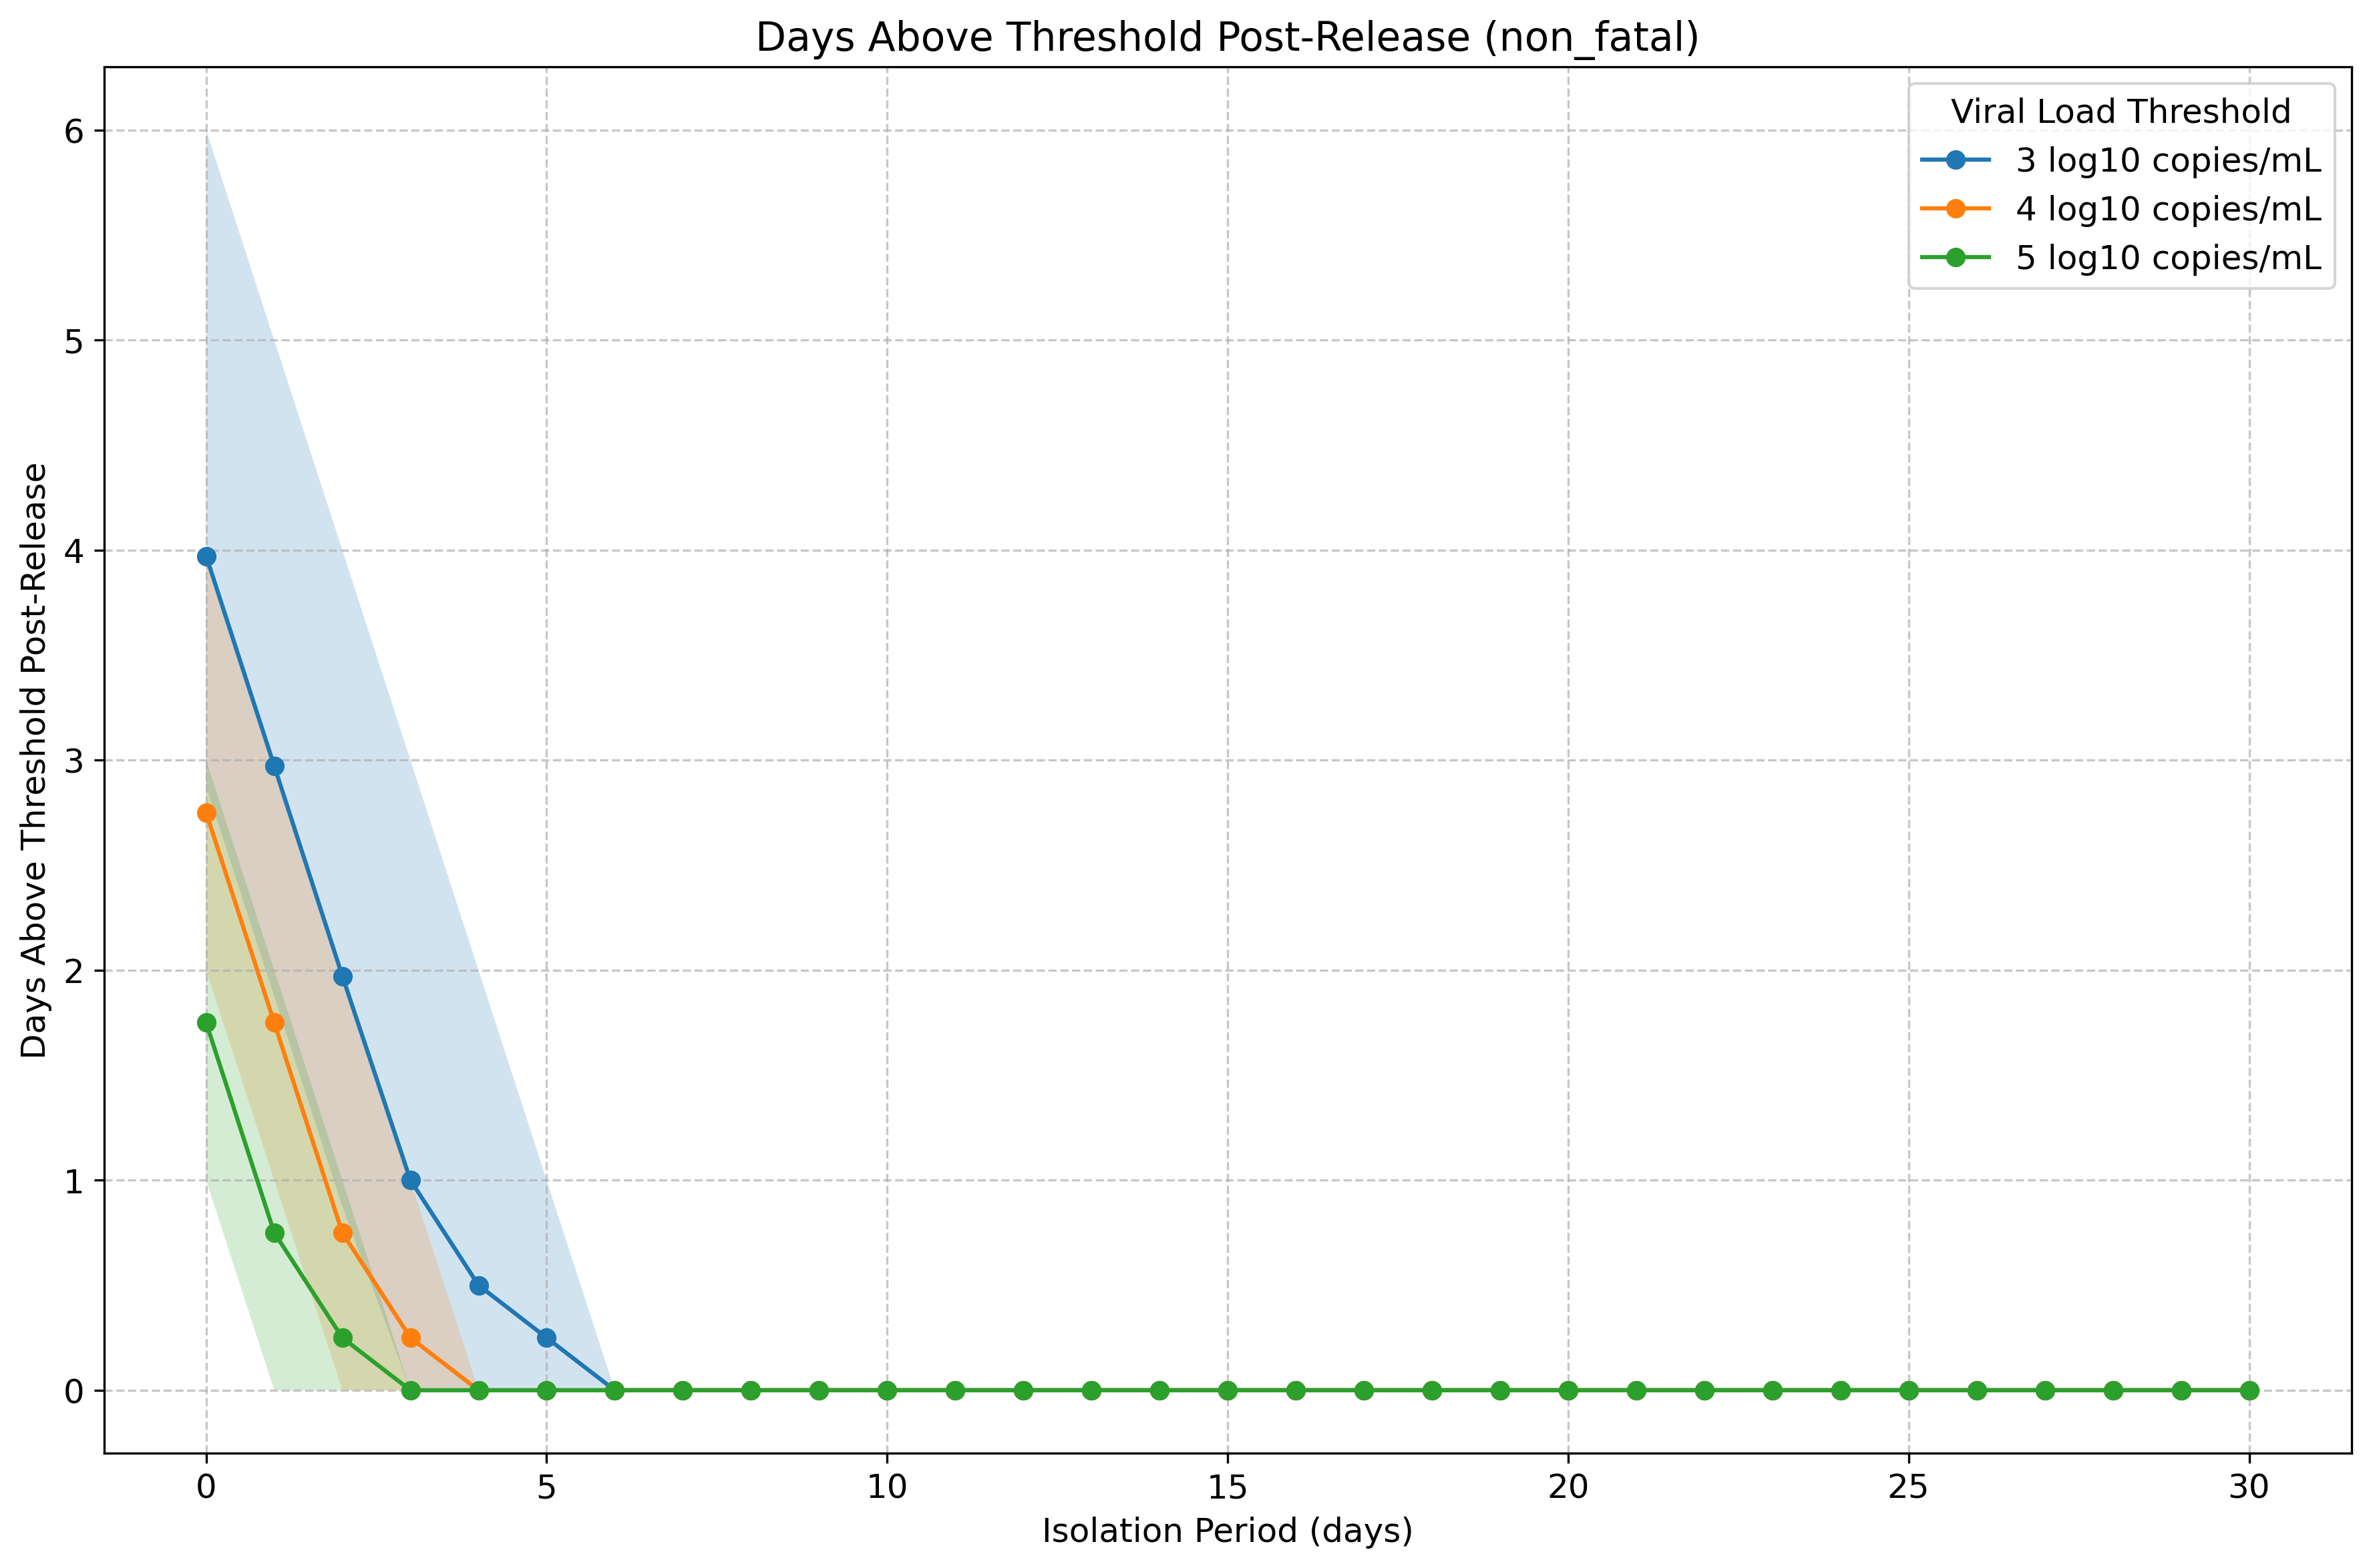 Days Above Threshold Post-Release (non_fatal)
Viral Load Threshold
3 log10 copies/mL
4 log10 copies/mL
5 log10 copies/mL
Days Above Threshold Post-Release
6
5
4
3
2
1
0
0 5 10 15 20 25 30
Isolation Period (days)